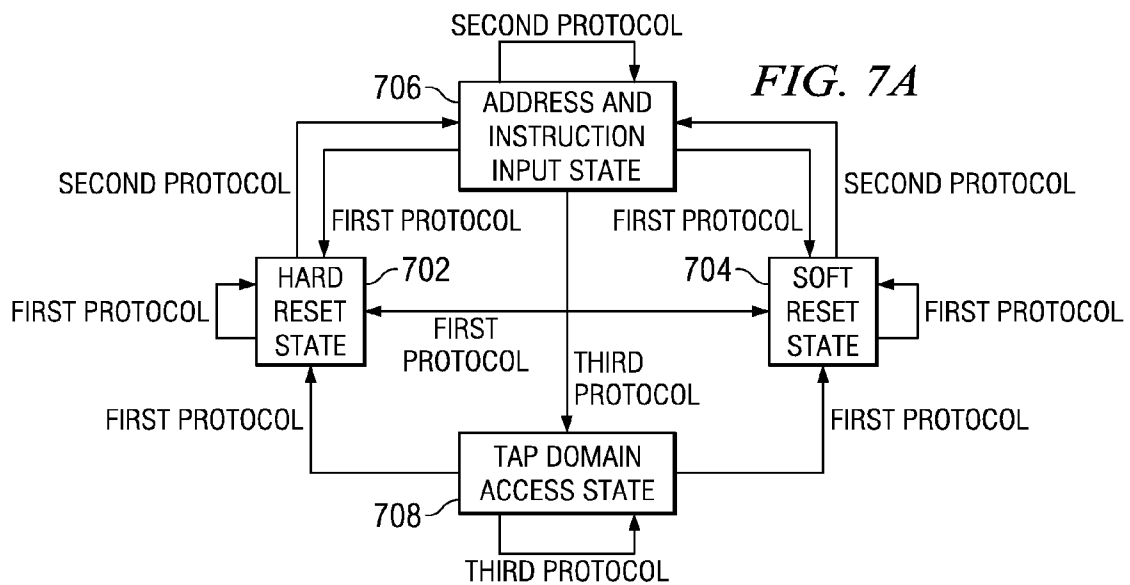 SECOND PROTOCOL
FIG. 7A
706
ADDRESS AND
INSTRUCTION
INPUT STATE
SECOND PROTOCOL
SECOND PROTOCOL
FIRST PROTOCOL
FIRST PROTOCOL
HARD
RESET
STATE
702
704
SOFT
RESET
STATE
FIRST PROTOCOL
FIRST PROTOCOL
FIRST
PROTOCOL
THIRD
PROTOCOL
FIRST PROTOCOL
FIRST PROTOCOL
TAP DOMAIN
ACCESS STATE
708
THIRD PROTOCOL